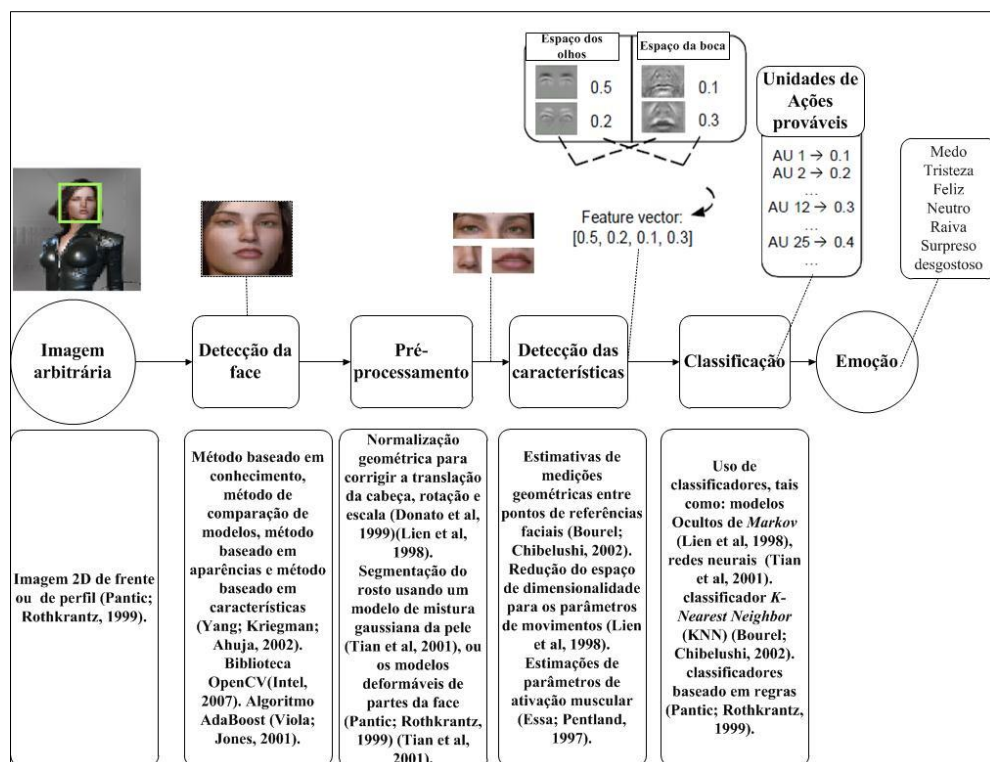 Espaço dos
olhos
0.5
0.2
Espaço da boca
0.1
0.3
Unidades de
Ações
prováveis
AU 1 → 0.1
AU 2 → 0.2
...
AU 12 → 0.3
...
AU 25 → 0.4
...
Medo
Tristeza
Feliz
Neutro
Raiva
Surpreso
desgostoso
Feature vector:
[0.5, 0.2, 0.1, 0.3]
Imagem
arbitrária
Detecção da
face
Pré-
processamento
Detecção das
características
Classificação
Emoção
Imagem 2D de frente
ou de perfil (Pantic;
Rothkrantz, 1999).
Método baseado em
conhecimento,
método de
comparação de
modelos, método
baseado em
aparências e método
baseado em
características
(Yang; Kriegman;
Ahuja, 2002).
Biblioteca
OpenCV(Intel,
2007). Algoritmo
AdaBoost (Viola;
Jones, 2001).
Normalização
geométrica para
corrigir a translação
da cabeça, rotação e
escala (Donato et al,
1999)(Lien et al,
1998).
Segmentação do
rosto usando um
modelo de mistura
gaussiana da pele
(Tian et al, 2001), ou
os modelos
deformáveis de
partes da face
(Pantic; Rothkrantz,
1999) (Tian et al,
2001).
Estimativas de
medições
geométricas entre
pontos de referências
faciais (Bourel;
Chibelushi, 2002).
Redução do espaço
de dimensionalidade
para os parâmetros
de movimentos (Lien
et al, 1998).
Estimações de
parâmetros de
ativação muscular
(Essa; Pentland,
1997).
Uso de
classificadores, tais
como: modelos
Ocultos de Markov
(Lien et al, 1998),
redes neurais (Tian
et al, 2001).
classificador K-
Nearest Neighbor
(KNN) (Bourel;
Chibelushi, 2002).
classificadores
baseado em regras
(Pantic; Rothkrantz,
1999).